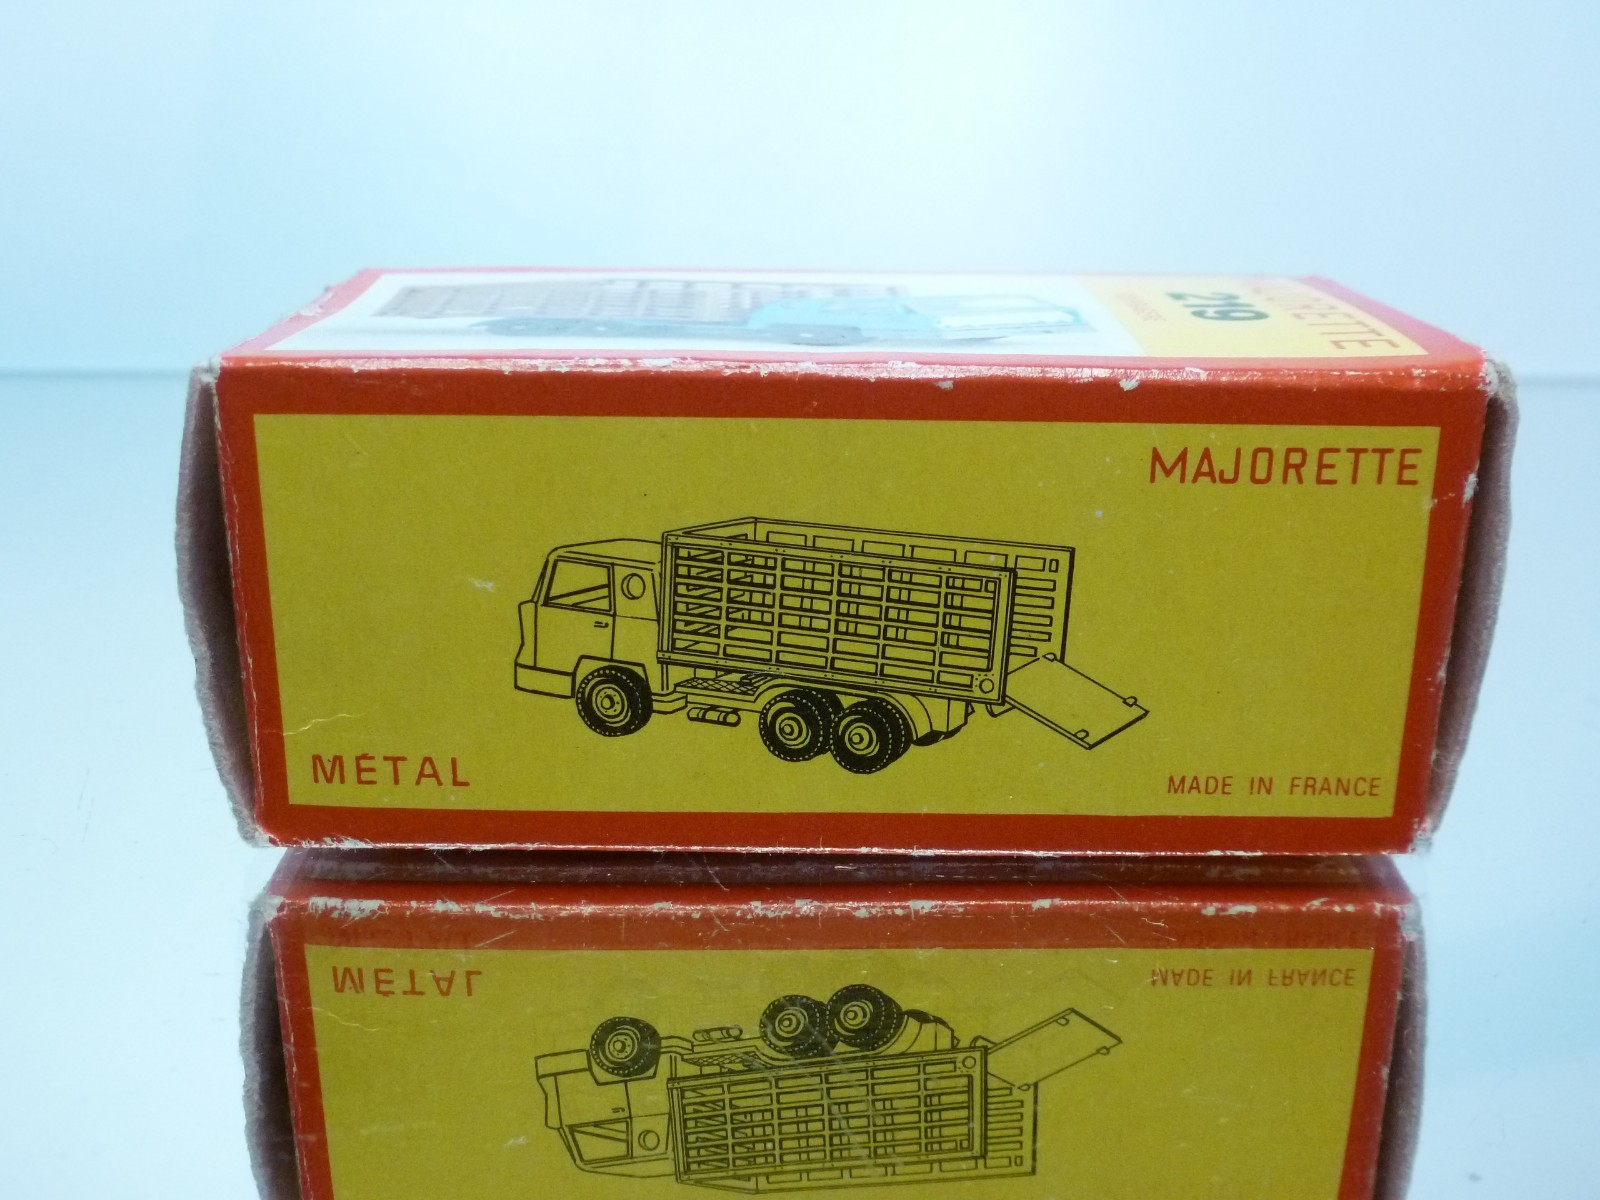 MAJORETTE
219
MAJORETTE
MÉTAL
MADE IN FRANCE